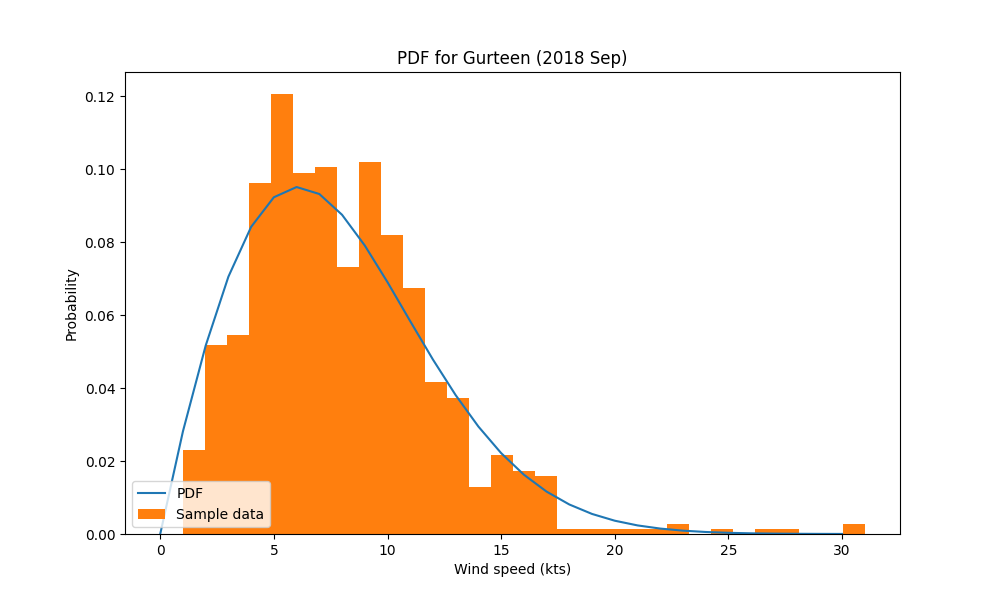 PDF for Gurteen (2018 Sep)
0.12
0.10
0.08
0.06
0.04
0.02
0.00
Probability
PDF
Sample data
0 5 10 15 20 25 30
Wind speed (kts)